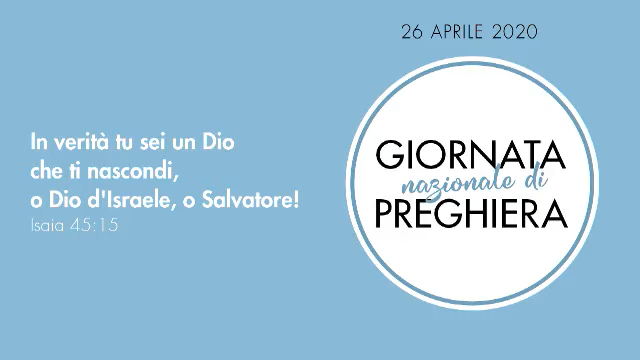 26 APRILE 2020
In verità tu sei un Dio
che ti nascondi,
o Dio d'Israele, o Salvatore!
Isaia 45:15
GIORNATA
nazionale di
PREGHIERA